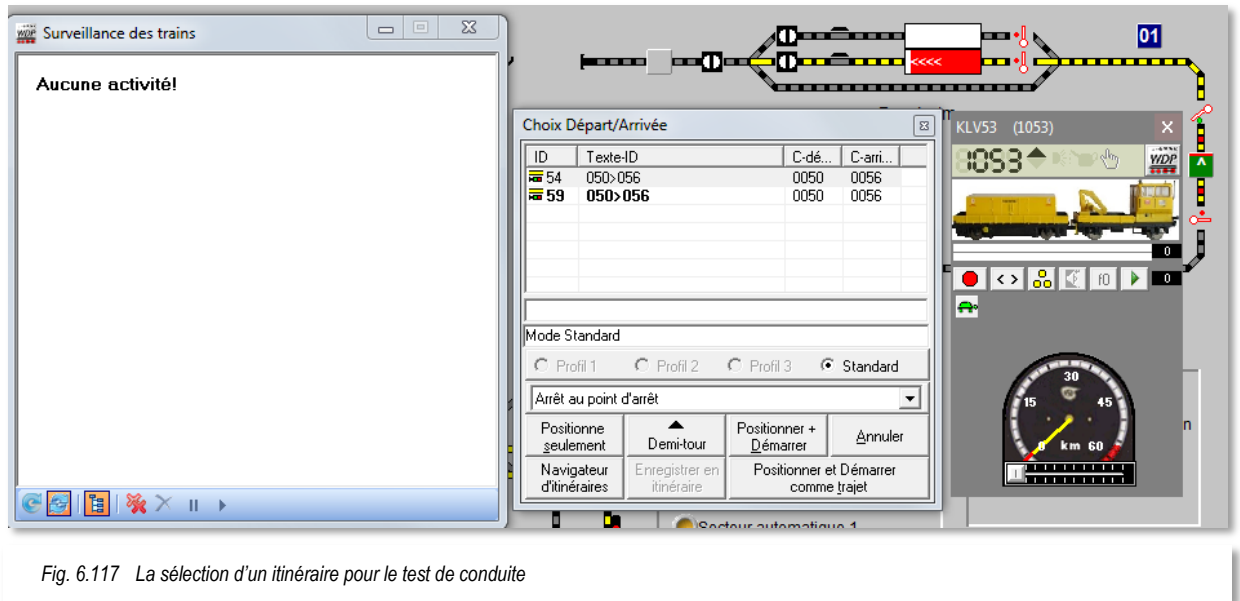 Surveillance des trains
Aucune activité!
01
<<<<
Choix Départ/Arrivée
ID Texte-ID C-dé... C-arri...
54 050>056 0050 0056
59 050>056 0050 0056
Mode Standard
Profil 1 Profil 2 Profil 3 Standard
Arrêt au point d'arrêt
Positionne seulement
Demi-tour
Positionner + Démarrer
Annuler
Navigateur d'itinéraires
Enregistrer en itinéraire
Positionner et Démarrer comme trajet
KLV53 (1053)
1053
WDP
0
f0
0
30
15 45
0 km 60
Secteur automatique 1
Fig. 6.117 La sélection d'un itinéraire pour le test de conduite